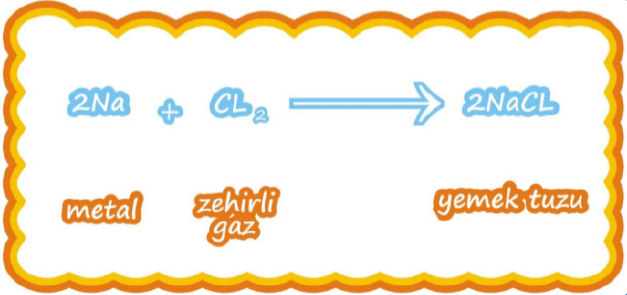 2Na + CL₂ ⟹ 2NaCL
metal zehirli gaz yemek tuzu